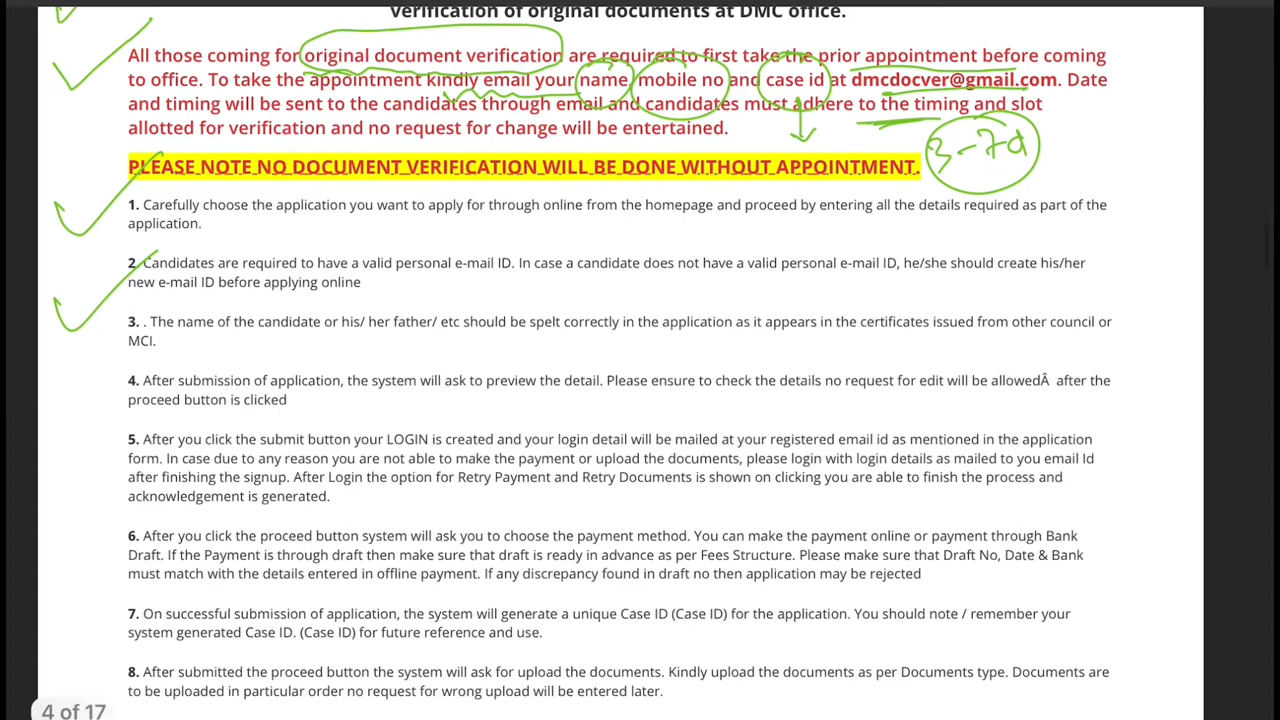 verification of original documents at DMC office.
All those coming for original document verification are required to first take the prior appointment before coming
to office. To take the appointment kindly email your name, mobile no and case id at dmcdocver@gmail.com. Date
and timing will be sent to the candidates through email and candidates must adhere to the timing and slot
allotted for verification and no request for change will be entertained.
PLEASE NOTE NO DOCUMENT VERIFICATION WILL BE DONE WITHOUT APPOINTMENT.
3-7d
1. Carefully choose the application you want to apply for through online from the homepage and proceed by entering all the details required as part of the
application.
2. Candidates are required to have a valid personal e-mail ID. In case a candidate does not have a valid personal e-mail ID, he/she should create his/her
new e-mail ID before applying online
3. . The name of the candidate or his/ her father/ etc should be spelt correctly in the application as it appears in the certificates issued from other council or
MCI.
4. After submission of application, the system will ask to preview the detail. Please ensure to check the details no request for edit will be allowedÂ  after the
proceed button is clicked
5. After you click the submit button your LOGIN is created and your login detail will be mailed at your registered email id as mentioned in the application
form. In case due to any reason you are not able to make the payment or upload the documents, please login with login details as mailed to you email Id
after finishing the signup. After Login the option for Retry Payment and Retry Documents is shown on clicking you are able to finish the process and
acknowledgement is generated.
6. After you click the proceed button system will ask you to choose the payment method. You can make the payment online or payment through Bank
Draft. If the Payment is through draft then make sure that draft is ready in advance as per Fees Structure. Please make sure that Draft No, Date & Bank
must match with the details entered in offline payment. If any discrepancy found in draft no then application may be rejected
7. On successful submission of application, the system will generate a unique Case ID (Case ID) for the application. You should note / remember your
system generated Case ID. (Case ID) for future reference and use.
8. After submitted the proceed button the system will ask for upload the documents. Kindly upload the documents as per Documents type. Documents are
to be uploaded in particular order no request for wrong upload will be entered later.
4 of 17